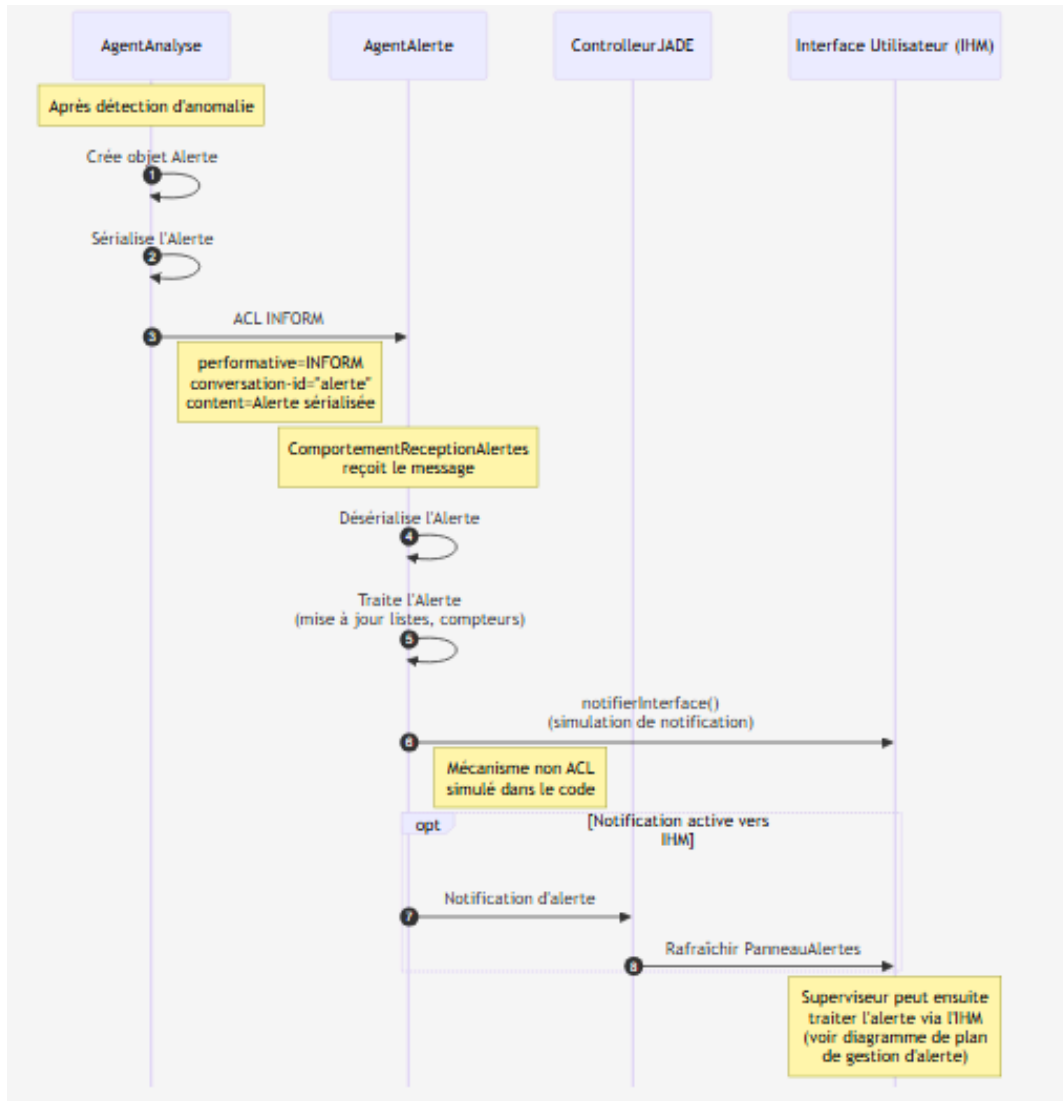 AgentAnalyse
AgentAlerte
ControlleurJADE
Interface Utilisateur (IHM)
Après détection d'anomalie
Crée objet Alerte
1
Sérialise l'Alerte
2
ACL INFORM
3
performative=INFORM
conversation-id="alerte"
content=Alerte sérialisée
ComportementReceptionAlertes
reçoit le message
Désérialise l'Alerte
4
Traite l'Alerte
(mise à jour listes, compteurs)
5
notifierInterface()
(simulation de notification)
6
Mécanisme non ACL
simulé dans le code
opt
[Notification active vers
IHM]
Notification d'alerte
7
Rafraîchir PanneauAlertes
8
Superviseur peut ensuite
traiter l'alerte via l'IHM
(voir diagramme de plan
de gestion d'alerte)